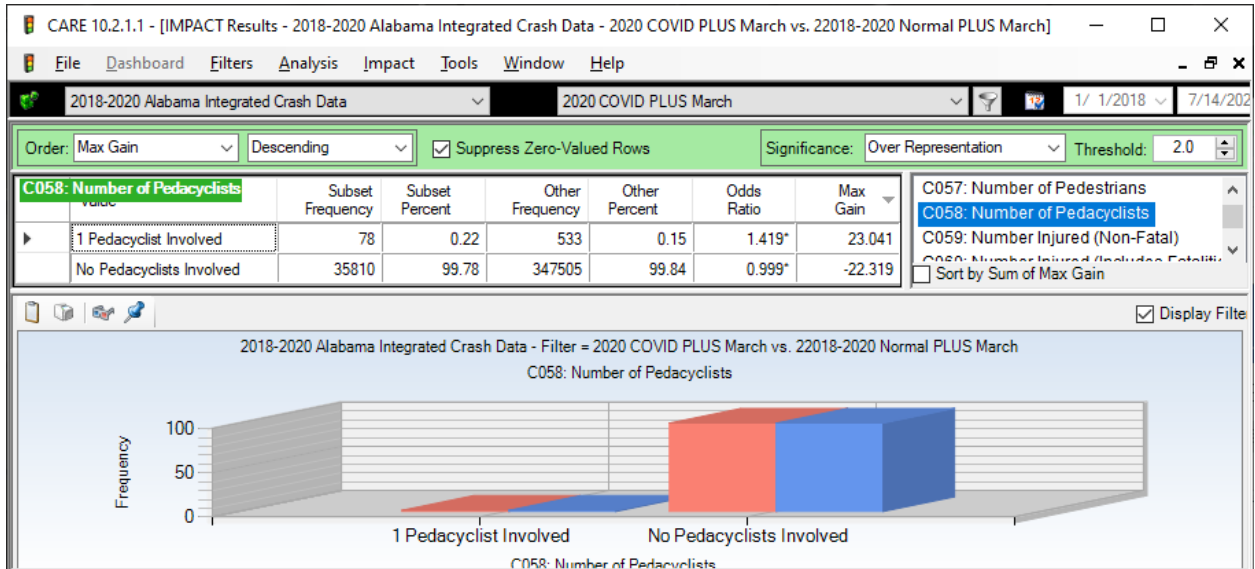 CARE 10.2.1.1 - [IMPACT Results - 2018-2020 Alabama Integrated Crash Data - 2020 COVID PLUS March vs. 22018-2020 Normal PLUS March]
File Dashboard Filters Analysis Impact Tools Window Help
2018-2020 Alabama Integrated Crash Data 2020 COVID PLUS March 1/ 1/2018 7/14/202
Order: Max Gain Descending Suppress Zero-Valued Rows Significance: Over Representation Threshold: 2.0
C058: Number of Pedacyclists Subset Frequency Subset Percent Other Frequency Other Percent Odds Ratio Max Gain
1 Pedacyclist Involved 78 0.22 533 0.15 1.419* 23.041
No Pedacyclists Involved 35810 99.78 347505 99.84 0.999* -22.319
C057: Number of Pedestrians
C058: Number of Pedacyclists
C059: Number Injured (Non-Fatal)
Sort by Sum of Max Gain
Display Filte
2018-2020 Alabama Integrated Crash Data - Filter = 2020 COVID PLUS March vs. 22018-2020 Normal PLUS March
C058: Number of Pedacyclists
Frequency
100
50
0
1 Pedacyclist Involved No Pedacyclists Involved
C058: Number of Pedacyclists